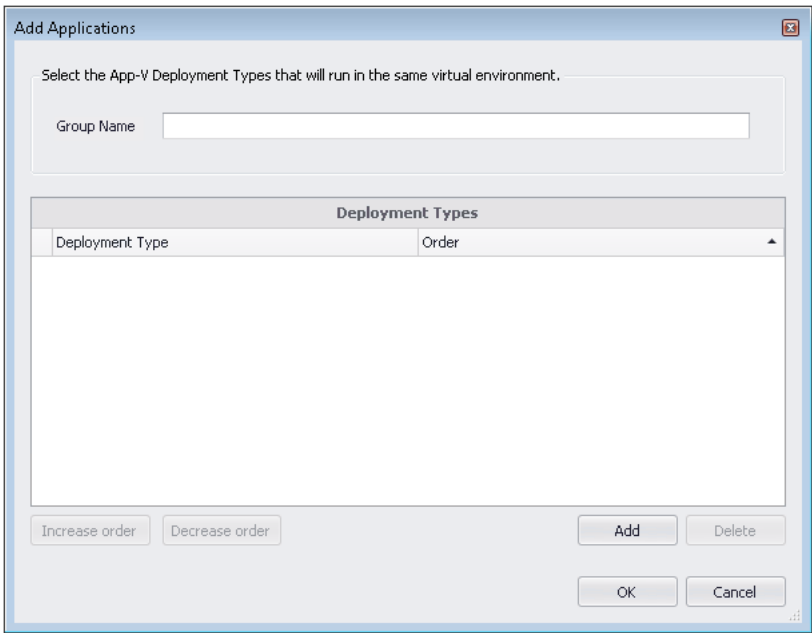 Add Applications
Select the App-V Deployment Types that will run in the same virtual environment.
Group Name
Deployment Types
Deployment Type Order
Increase order Decrease order Add Delete
OK Cancel